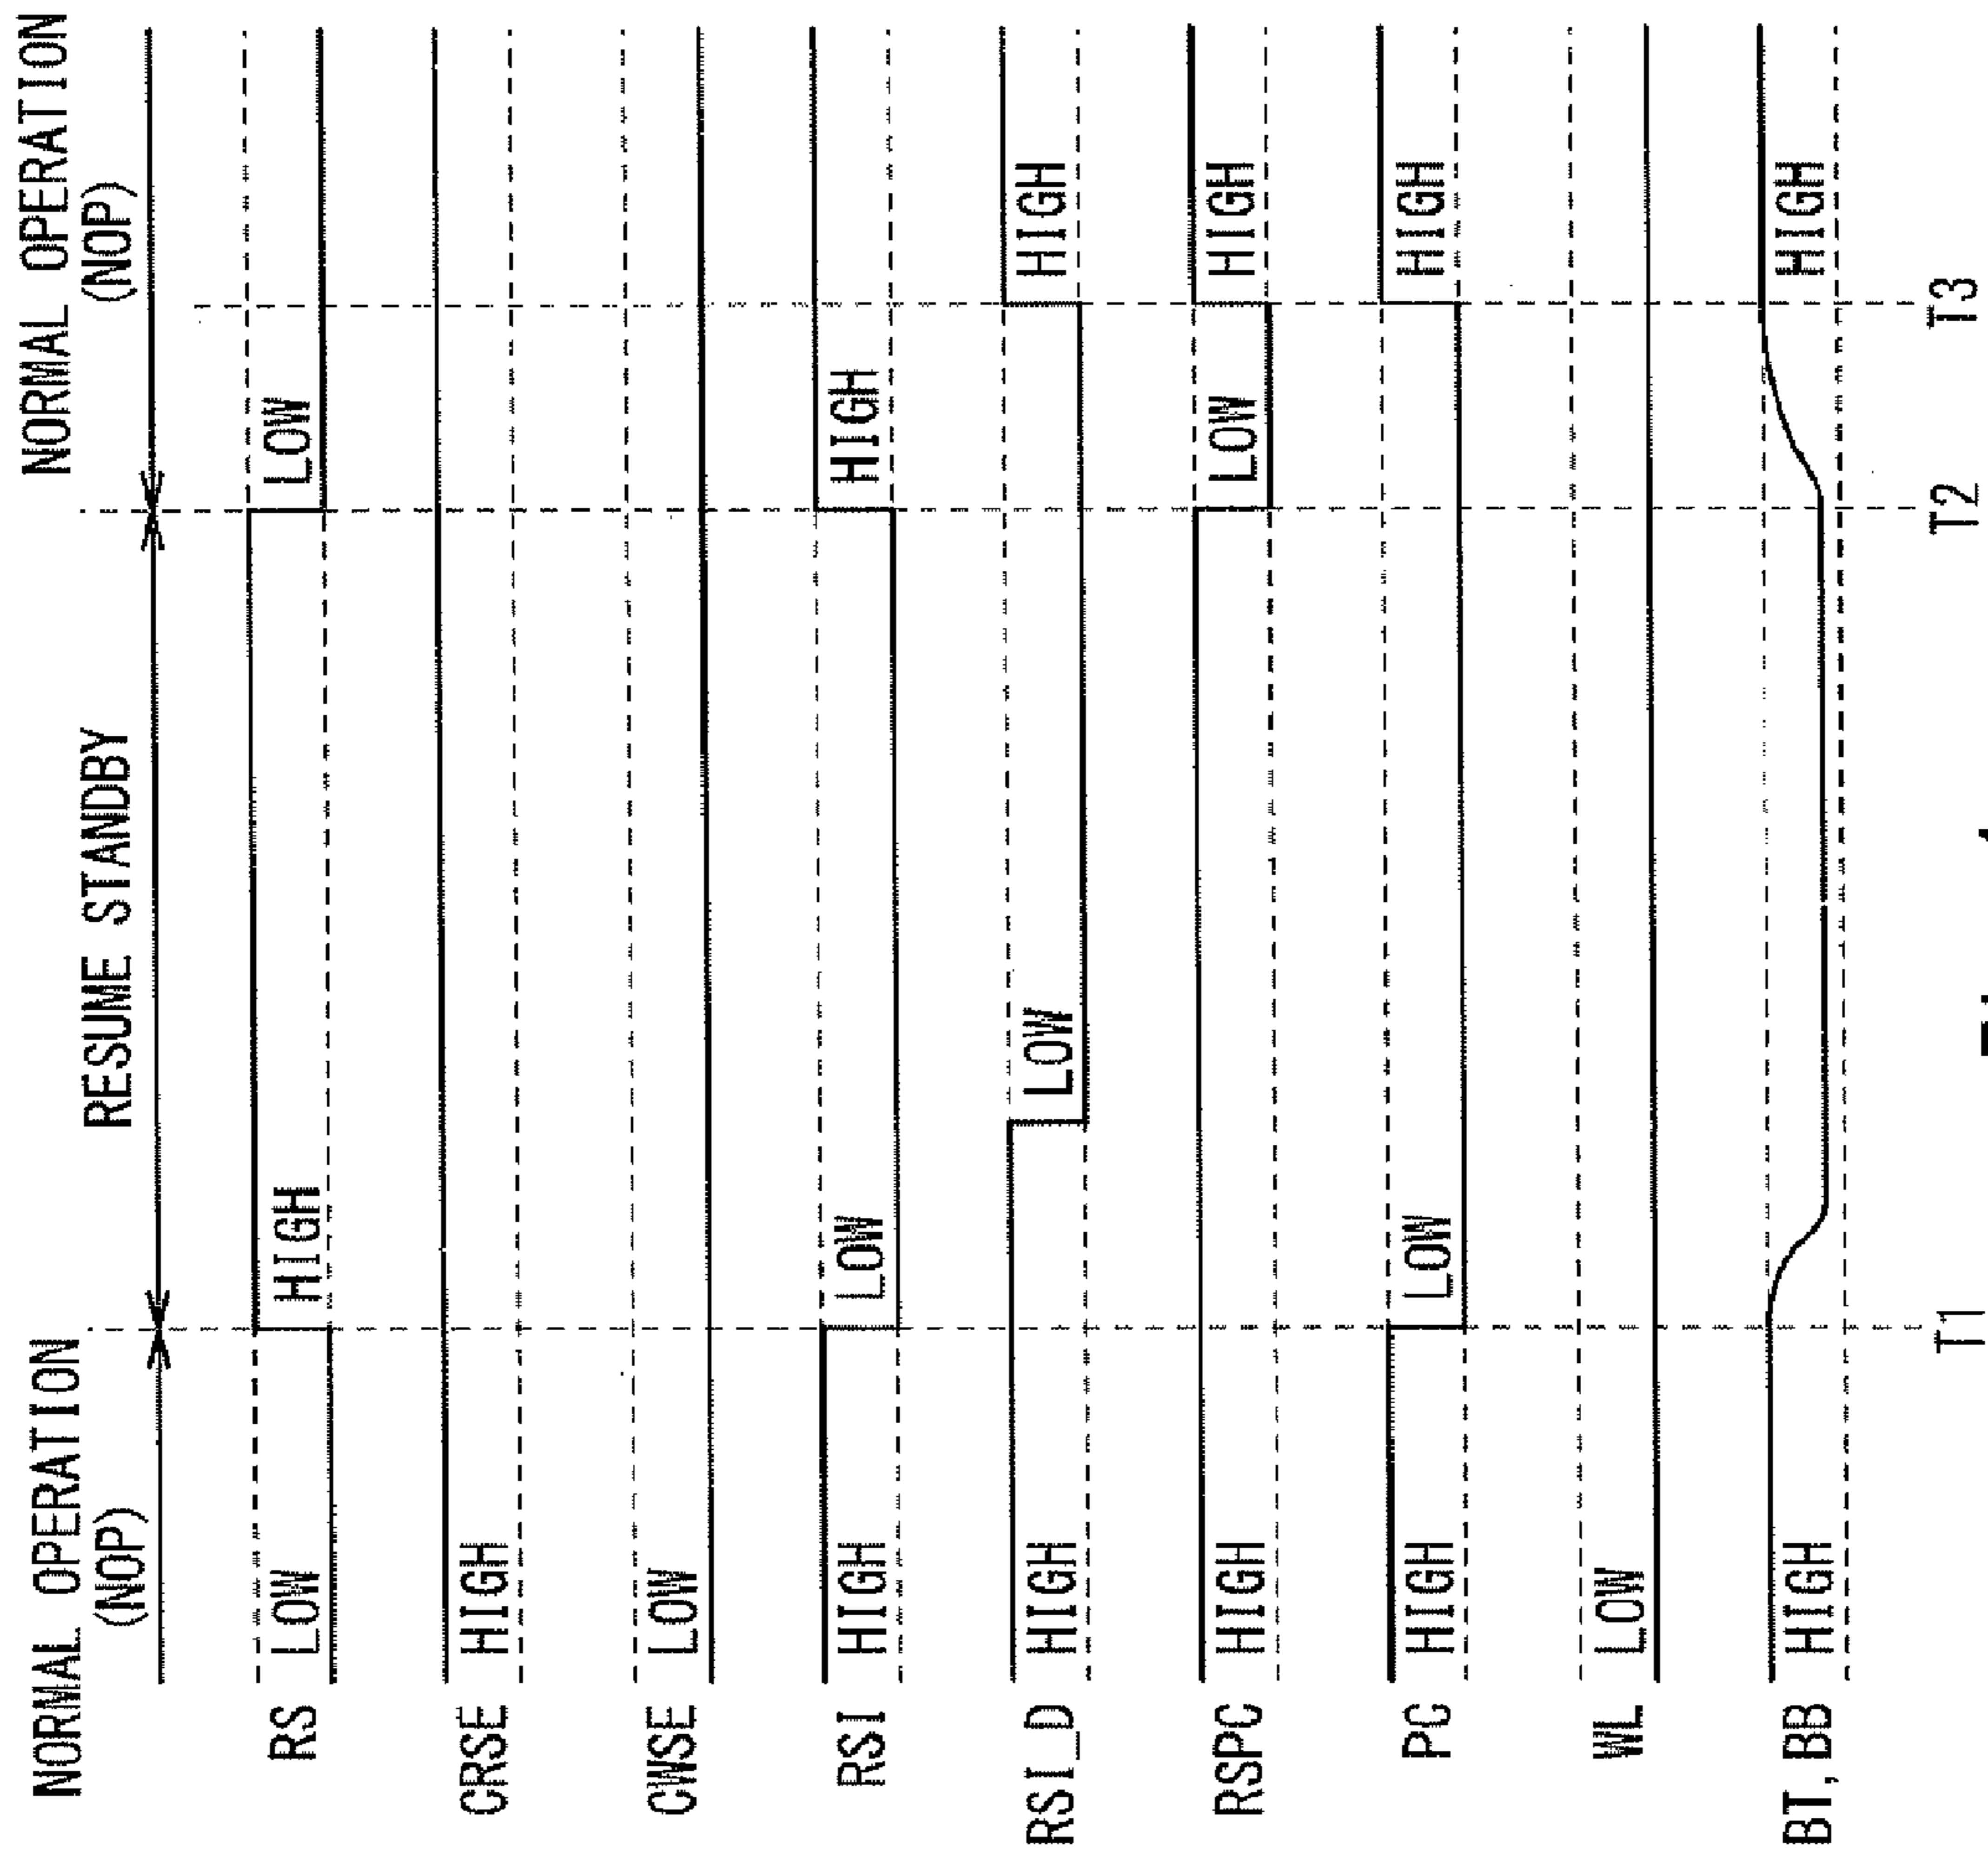 NORMAL OPERATION
(NOP)
RESUME STANDBY
NORMAL OPERATION
(NOP)
RS LOW HIGH LOW
CRSE HIGH
CWSE LOW
RSI HIGH LOW HIGH
RSI_D HIGH LOW HIGH
RSPC HIGH LOW HIGH
PC HIGH LOW HIGH
WL LOW
BT, BB HIGH HIGH
T1 T2 T3